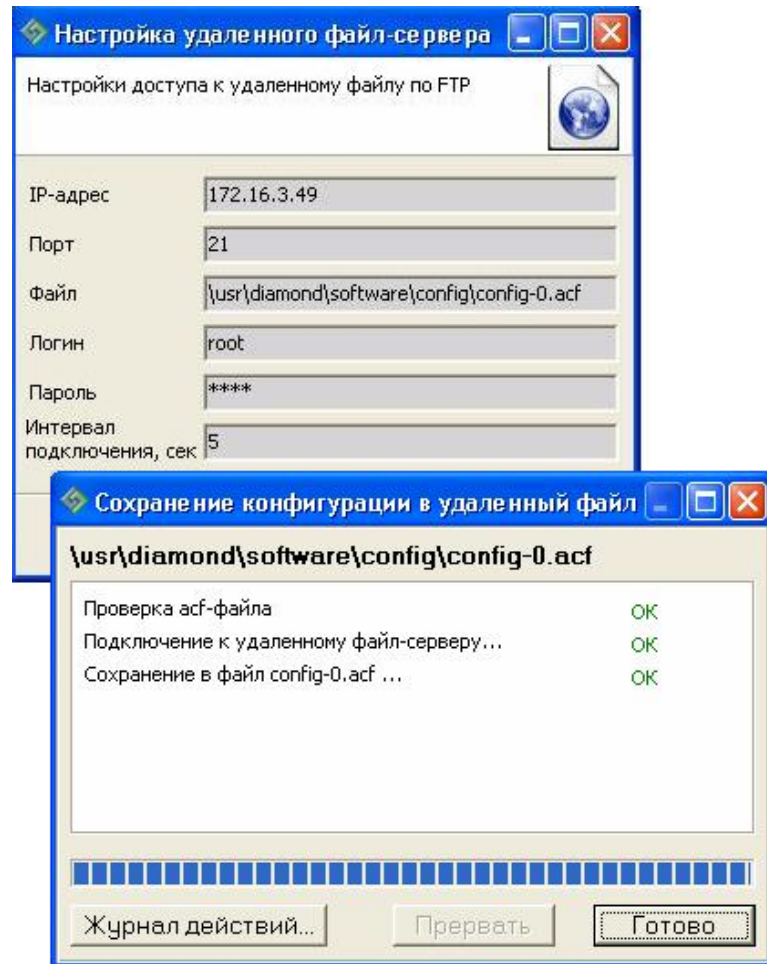 Настройка удаленного файл-сервера
Настройки доступа к удаленному файлу по FTP
IP-адрес 172.16.3.49
Порт 21
Файл \usr\diamond\software\config\config-0.acf
Логин root
Пароль ****
Интервал
подключения, сек 5
Сохранение конфигурации в удаленный файл
\usr\diamond\software\config\config-0.acf
Проверка acf-файла OK
Подключение к удаленному файл-серверу... OK
Сохранение в файл config-0.acf ... OK
Журнал действий... Прервать Готово